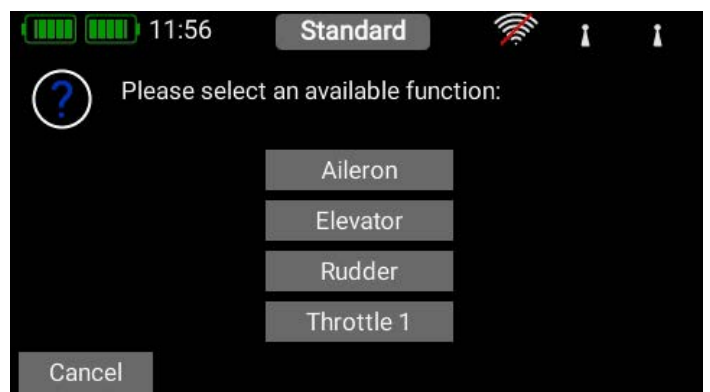 11:56 Standard
? Please select an available function:
Aileron
Elevator
Rudder
Throttle 1
Cancel